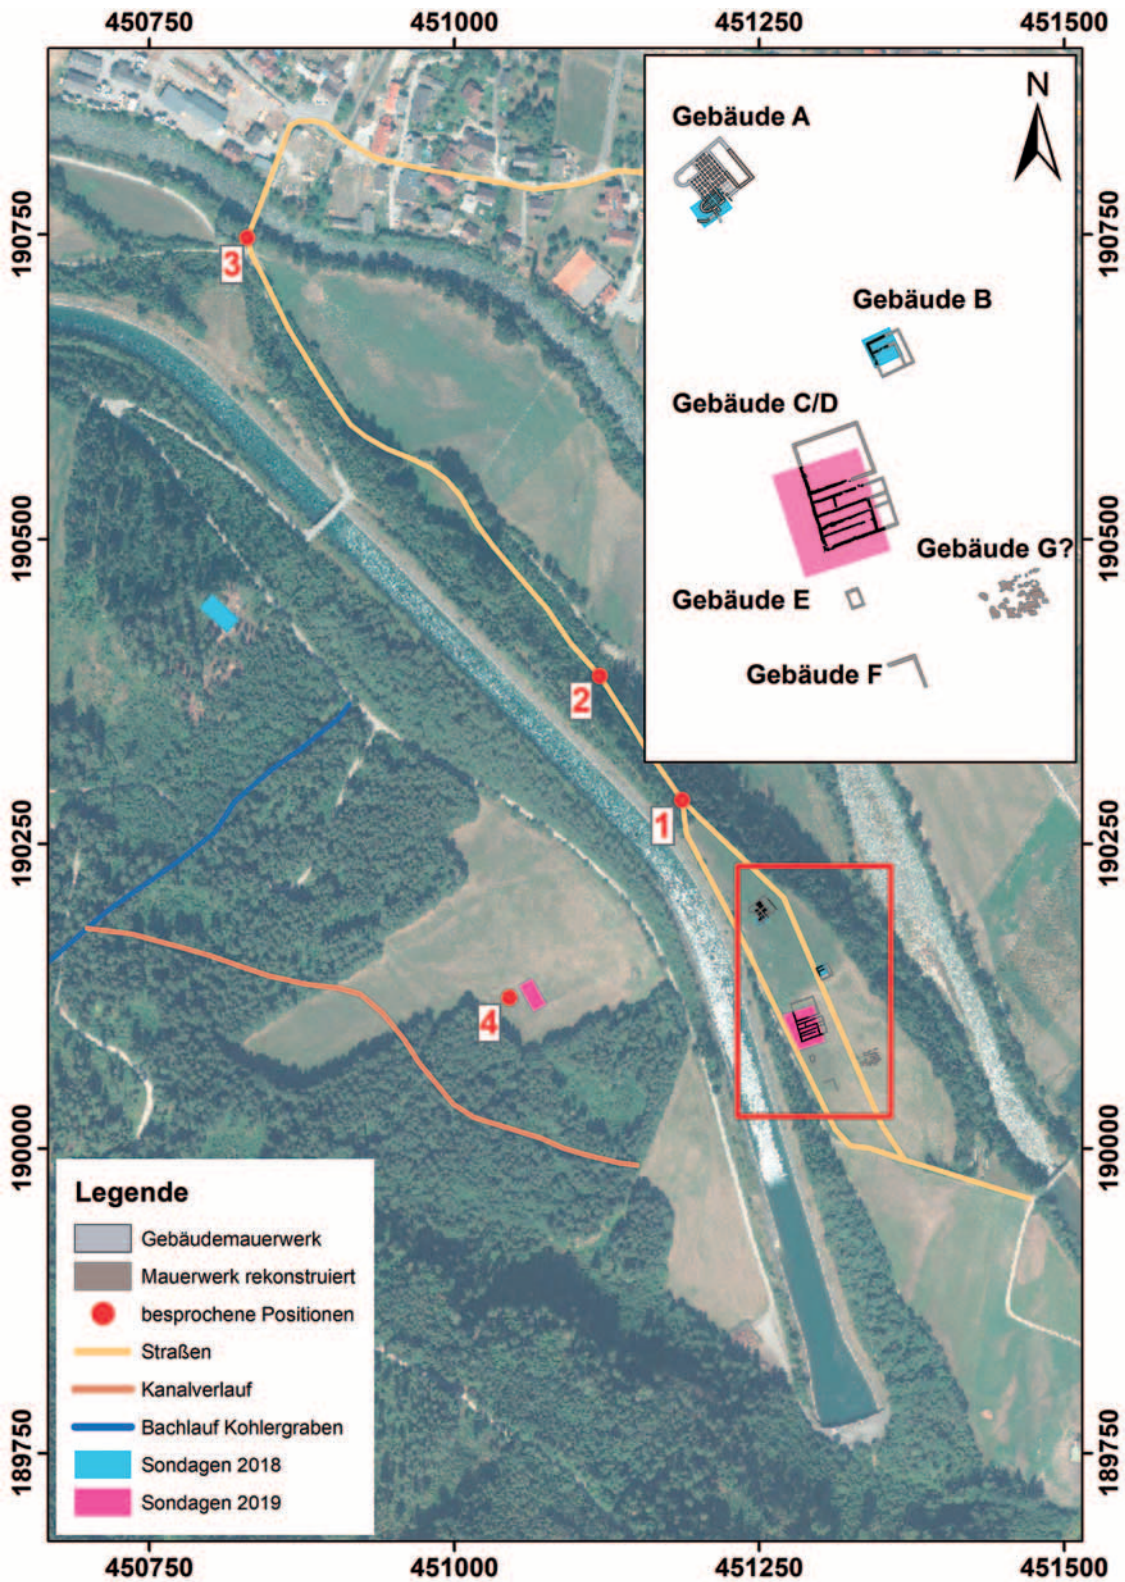 450750 451000 451250 451500
190750
190500
190250
190000
189750
190750
190500
190250
190000
189750
N
Gebäude A
Gebäude B
Gebäude C/D
Gebäude G?
Gebäude E
Gebäude F
3
2
1
4
Legende
Gebäudemauerwerk
Mauerwerk rekonstruiert
besprochene Positionen
Straßen
Kanalverlauf
Bachlauf Kohlergraben
Sondagen 2018
Sondagen 2019
450750 451000 451250 451500